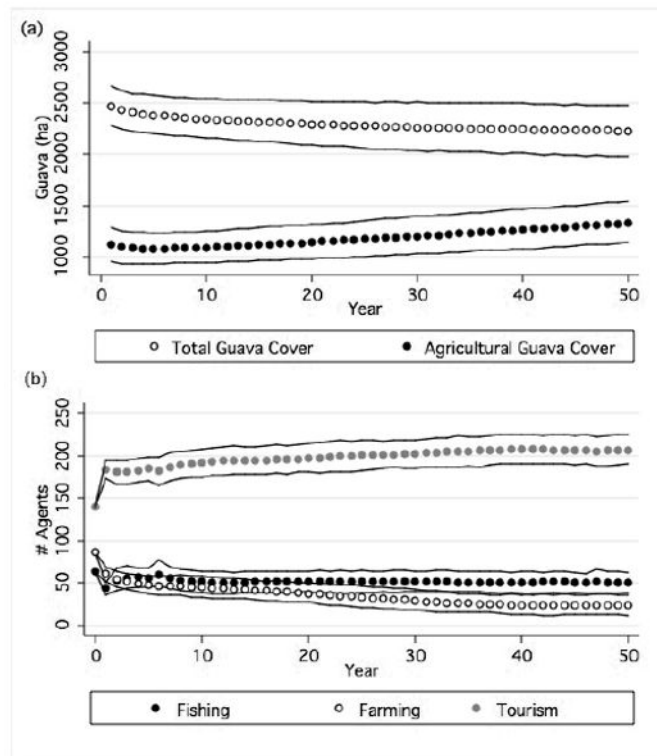 (a)
3000
2500
2000
1500
1000
Guava (ha)
0 10 20 30 40 50
Year
Total Guava Cover Agricultural Guava Cover
(b)
250
200
150
100
50
0
# Agents
0 10 20 30 40 50
Year
Fishing Farming Tourism